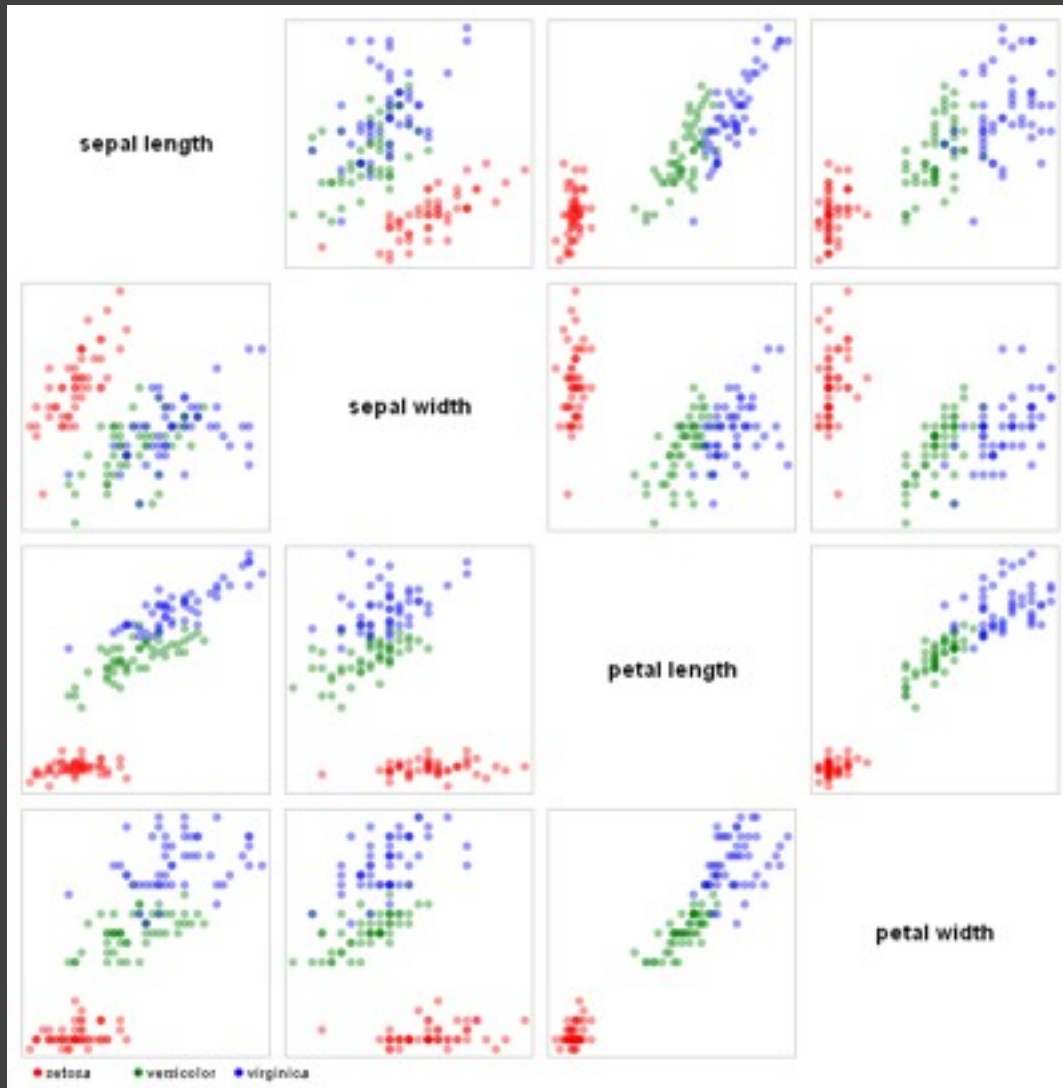 sepal length
sepal width
petal length
petal width
setosa versicolor virginica